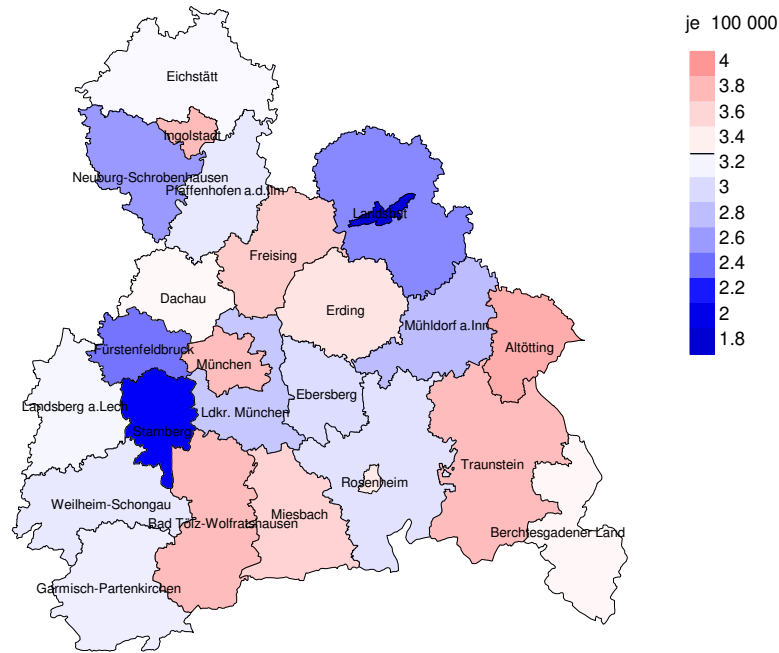 je 100 000
Eichstätt
4
3.8
3.6
3.4
3.2
3
2.8
2.6
2.4
2.2
2
1.8
Ingolstadt
Neuburg-Schrobenhausen
Pfaffenhofen a.d.Ilm
Landshut
Freising
Dachau
Erding
Mühldorf a.Inn
Altötting
Fürstenfeldbruck
München
Ebersberg
Landsberg a.Lech
Ldkr. München
Starnberg
Traunstein
Rosenheim
Weilheim-Schongau
Miesbach
Bad Tölz-Wolfratshausen
Berchtesgadener Land
Garmisch-Partenkirchen